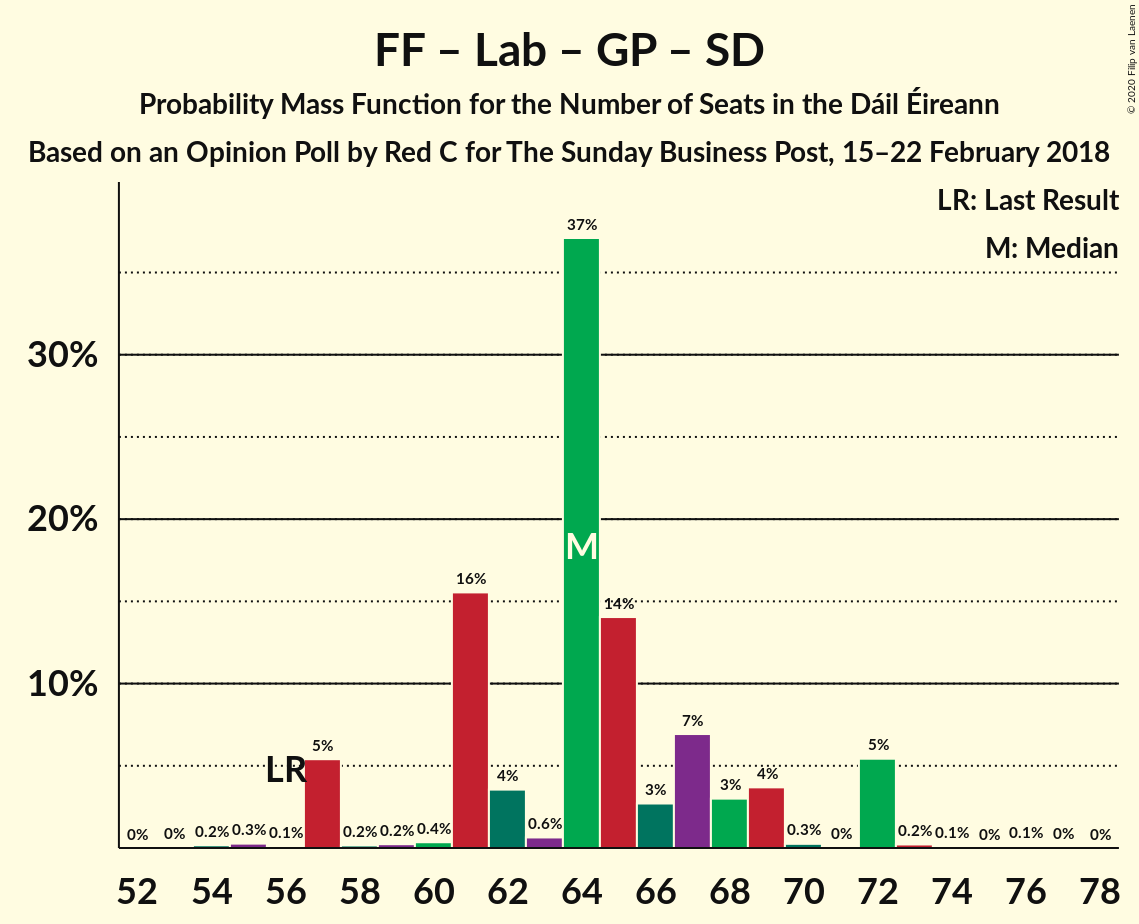 FF – Lab – GP – SD
Probability Mass Function for the Number of Seats in the Dáil Éireann
Based on an Opinion Poll by Red C for The Sunday Business Post, 15–22 February 2018
© 2020 Filip van Laenen
LR: Last Result
M: Median
30%
20%
10%
0% 0% 0.2% 0.3% 0.1% 5% 0.2% 0.2% 0.4% 16% 4% 0.6% 37% 14% 3% 7% 3% 4% 0.3% 0% 5% 0.2% 0.1% 0% 0.1% 0% 0%
LR
M
52 54 56 58 60 62 64 66 68 70 72 74 76 78